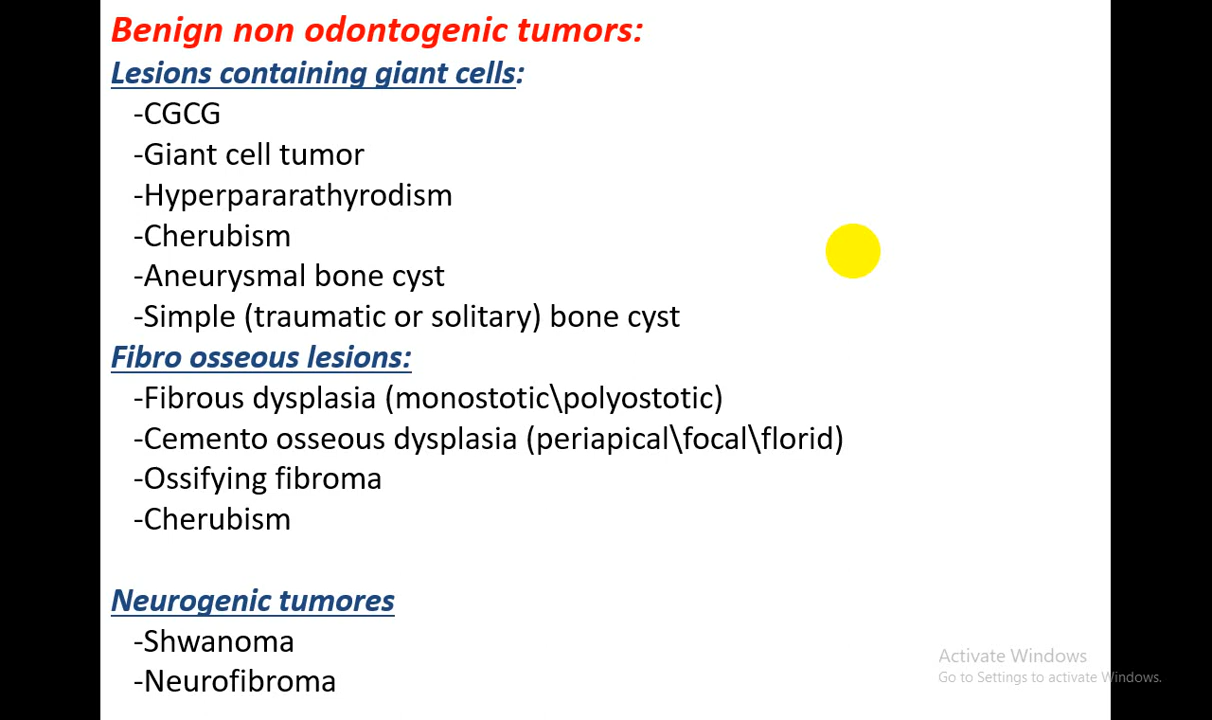 Benign non odontogenic tumors:
Lesions containing giant cells:
-CGCG
-Giant cell tumor
-Hyperpararathyrodism
-Cherubism
-Aneurysmal bone cyst
-Simple (traumatic or solitary) bone cyst
Fibro osseous lesions:
-Fibrous dysplasia (monostotic\polyostotic)
-Cemento osseous dysplasia (periapical\focal\florid)
-Ossifying fibroma
-Cherubism
Neurogenic tumores
-Shwanoma
-Neurofibroma
Activate Windows
Go to Settings to activate Windows.